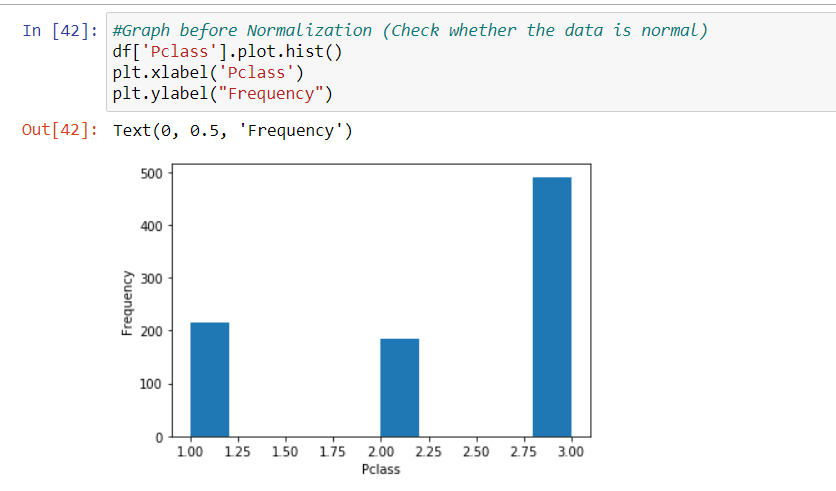 In [42]: #Graph before Normalization (Check whether the data is normal)
df['Pclass'].plot.hist()
plt.xlabel('Pclass')
plt.ylabel("Frequency")
Out[42]: Text(0, 0.5, 'Frequency')
500
400
300
200
100
0
Frequency
1.00 1.25 1.50 1.75 2.00 2.25 2.50 2.75 3.00
Pclass